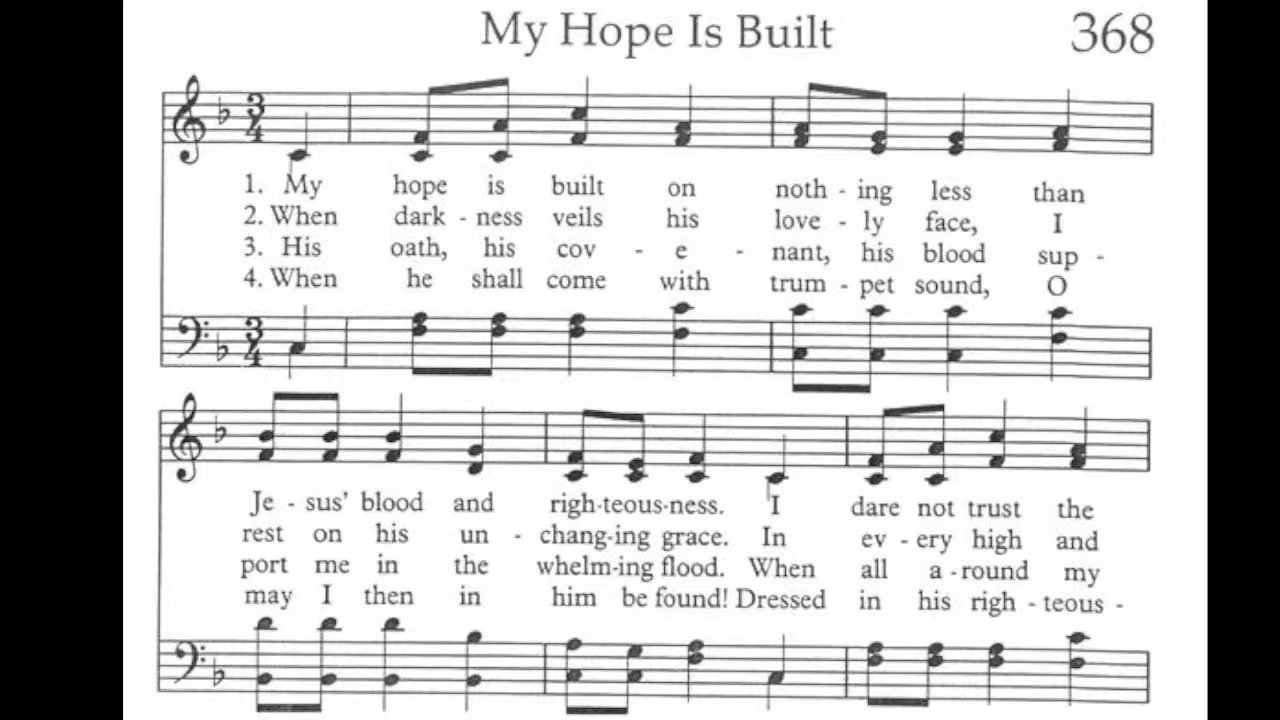 My Hope Is Built 368
3
4
1. My hope is built on noth - ing less than
2. When dark - ness veils his love - ly face, I
3. His oath, his cov - e - nant, his blood sup -
4. When he shall come with trum - pet sound, O
3
4
Je - sus' blood and righ-teous-ness. I dare not trust the
rest on his un - chang-ing grace. In ev - ery high and
port me in the whelm-ing flood. When all a - round my
may I then in him be found! Dressed in his righ - teous -